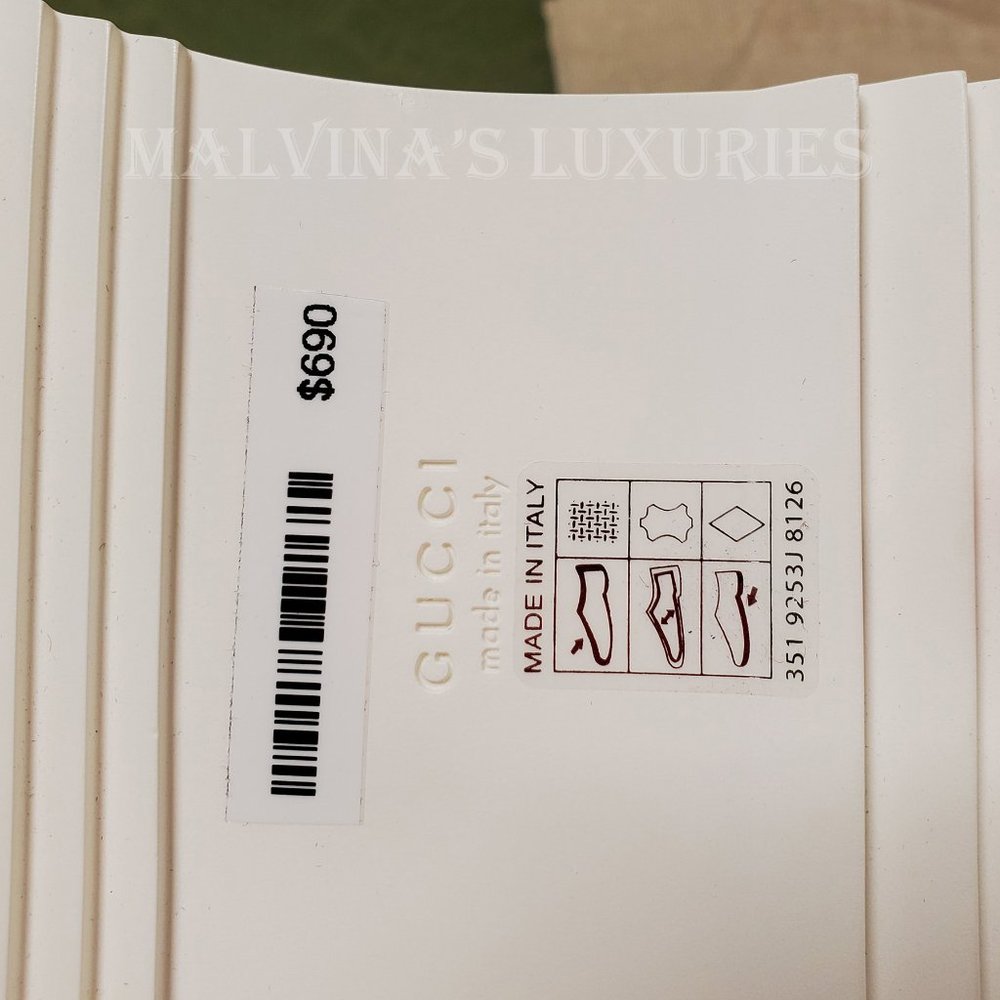 MALVINA'S LUXURIES
$690
GUCCI
made in italy
MADE IN ITALY
351 9253J 8126